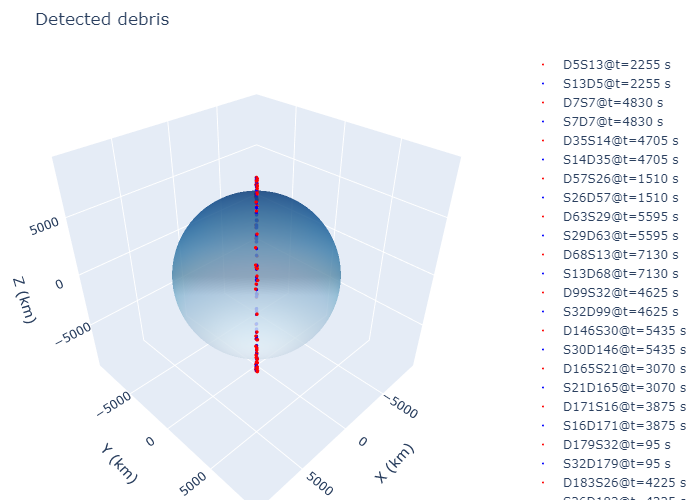 Detected debris
D5S13@t=2255 s
S13D5@t=2255 s
D7S7@t=4830 s
S7D7@t=4830 s
D35S14@t=4705 s
S14D35@t=4705 s
D57S26@t=1510 s
S26D57@t=1510 s
D63S29@t=5595 s
S29D63@t=5595 s
D68S13@t=7130 s
S13D68@t=7130 s
D99S32@t=4625 s
S32D99@t=4625 s
D146S30@t=5435 s
S30D146@t=5435 s
D165S21@t=3070 s
S21D165@t=3070 s
D171S16@t=3875 s
S16D171@t=3875 s
D179S32@t=95 s
S32D179@t=95 s
D183S26@t=4225 s
5000
0
−5000
Z (km)
−5000
0
5000
Y (km)
−5000
0
5000
X (km)